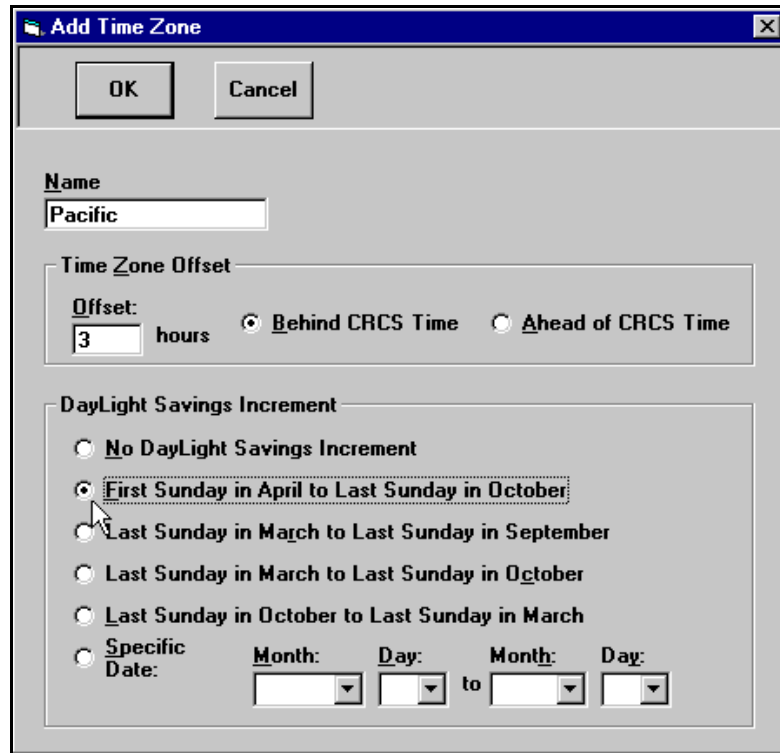 Add Time Zone
OK Cancel
Name
Pacific
Time Zone Offset
Offset:
3 hours Behind CRCS Time Ahead of CRCS Time
DayLight Savings Increment
No DayLight Savings Increment
First Sunday in April to Last Sunday in October
Last Sunday in March to Last Sunday in September
Last Sunday in March to Last Sunday in October
Last Sunday in October to Last Sunday in March
Specific Date: Month: Day: to Month: Day: